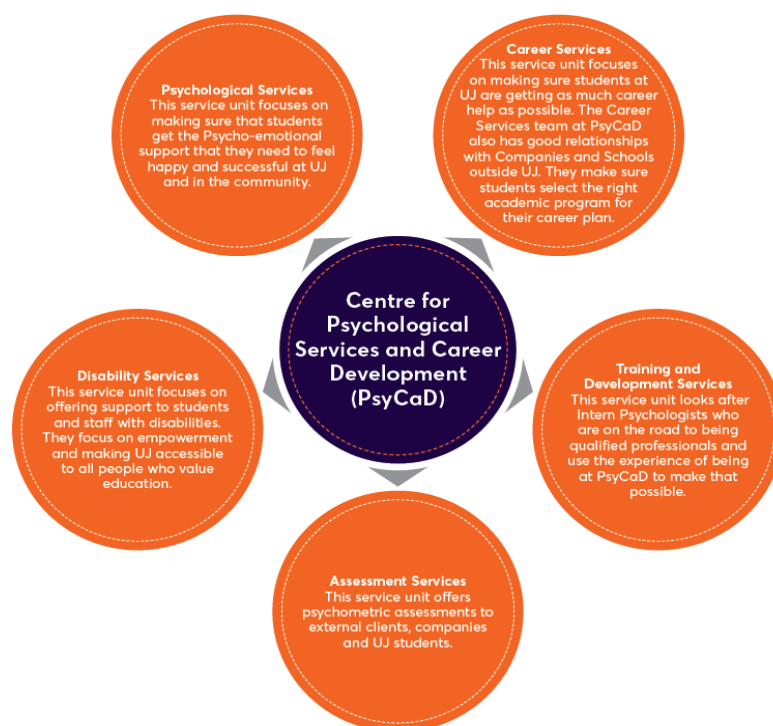 Psychological Services
This service unit focuses on
making sure that students
get the Psycho-emotional
support that they need to feel
happy and successful at UJ
and in the community.
Career Services
This service unit focuses
on making sure students at
UJ are getting as much career
help as possible. The Career
Services team at PsyCaD
also has good relationships
with Companies and Schools
outside UJ. They make sure
students select the right
academic program for
their career plan.
Centre for
Psychological
Services and Career
Development
(PsyCaD)
Disability Services
This service unit focuses on
offering support to students
and staff with disabilities.
They focus on empowerment
and making UJ accessible
to all people who value
education.
Training and
Development Services
This service unit looks after
Intern Psychologists who
are on the road to being
qualified professionals and
use the experience of being
at PsyCaD to make that
possible.
Assessment Services
This service unit offers
psychometric assessments to
external clients, companies
and UJ students.